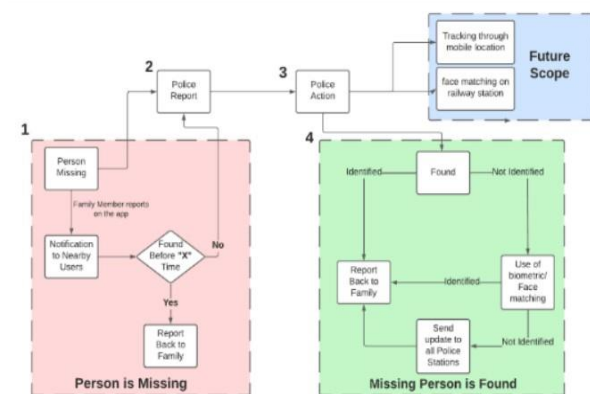 1
Person
Missing
Family Member reports
on the app
Notification
to Nearby
Users
Found
Before "X"
Time
No
Yes
Report
Back to
Family
Person is Missing
2
Police
Report
3
Police
Action
Tracking through
mobile location
face matching on
railway station
Future
Scope
4
Identified
Found
Not Identified
Report
Back to
Family
Identified
Use of
biometric/
Face
matching
Not Identified
Send
update to
all Police
Stations
Missing Person is Found